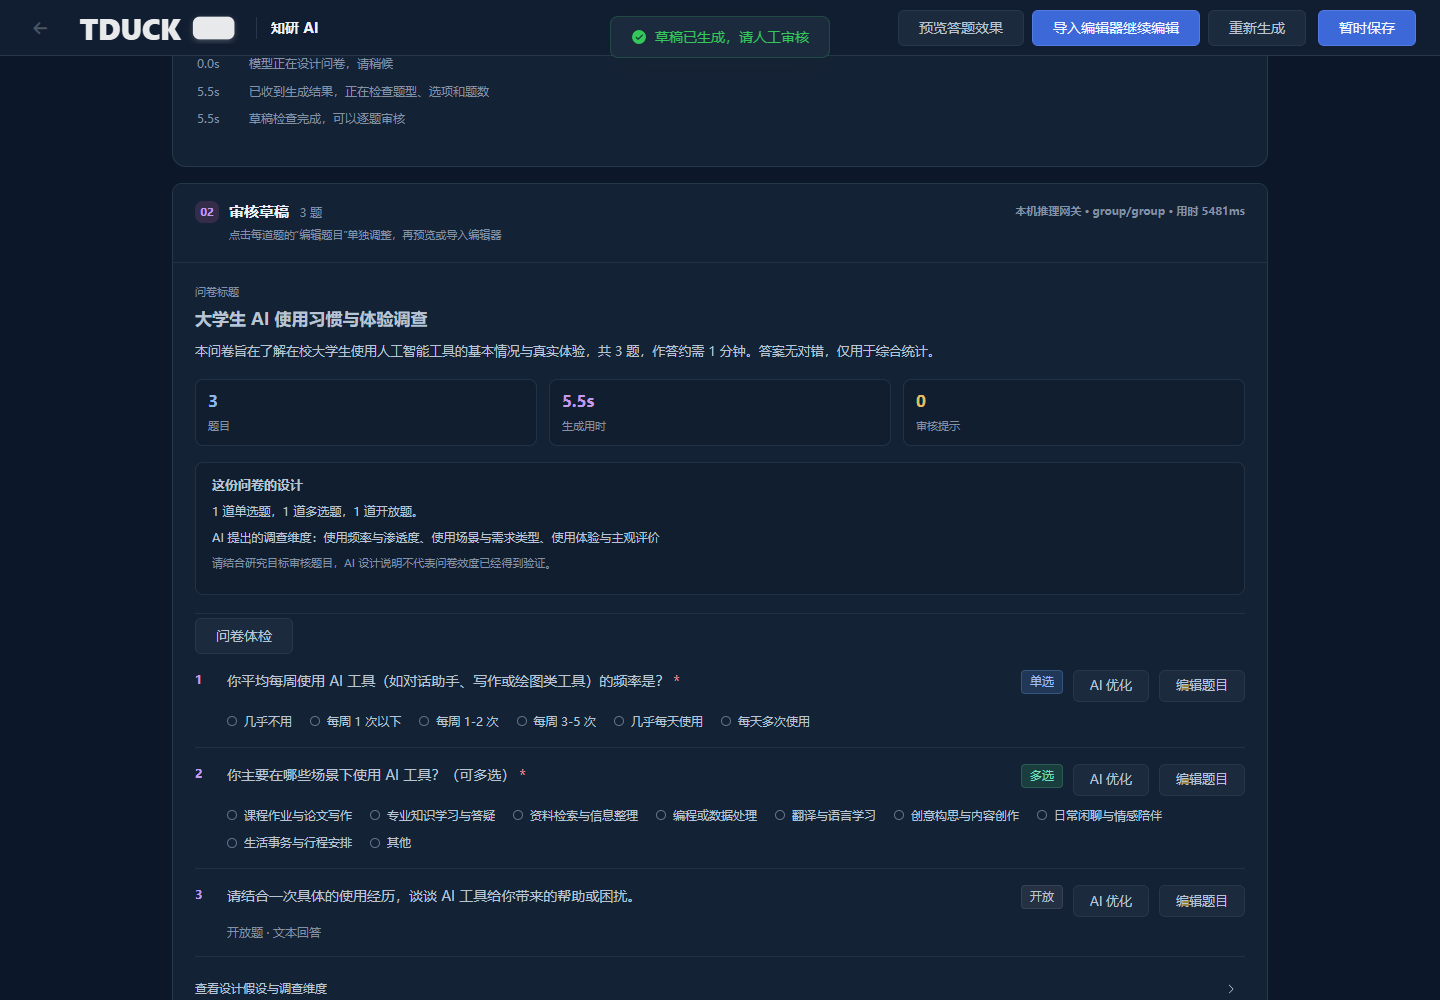 TDUCK
知研 AI
草稿已生成，请人工审核
预览答题效果
导入编辑器继续编辑
重新生成
暂时保存
0.0s 模型正在设计问卷，请稍候
5.5s 已收到生成结果，正在检查题型、选项和题数
5.5s 草稿检查完成，可以逐题审核
02 审核草稿 3 题
本机推理网关 • group/group • 用时 5481ms
点击每道题的“编辑题目”单独调整，再预览或导入编辑器
问卷标题
大学生 AI 使用习惯与体验调查
本问卷旨在了解在校大学生使用人工智能工具的基本情况与真实体验，共 3 题，作答约需 1 分钟。答案无对错，仅用于综合统计。
3
题目
5.5s
生成用时
0
审核提示
这份问卷的设计
1 道单选题，1 道多选题，1 道开放题。
AI 提出的调查维度：使用频率与渗透度、使用场景与需求类型、使用体验与主观评价
请结合研究目标审核题目，AI 设计说明不代表问卷效度已经得到验证。
问卷体检
1 你平均每周使用 AI 工具（如对话助手、写作或绘图类工具）的频率是？ * 单选 AI 优化 编辑题目
几乎不用 每周 1 次以下 每周 1-2 次 每周 3-5 次 几乎每天使用 每天多次使用
2 你主要在哪些场景下使用 AI 工具？（可多选） * 多选 AI 优化 编辑题目
课程作业与论文写作 专业知识学习与答疑 资料检索与信息整理 编程或数据处理 翻译与语言学习 创意构思与内容创作 日常闲聊与情感陪伴
生活事务与行程安排 其他
3 请结合一次具体的使用经历，谈谈 AI 工具给你带来的帮助或困扰。 开放 AI 优化 编辑题目
开放题 · 文本回答
查看设计假设与调查维度